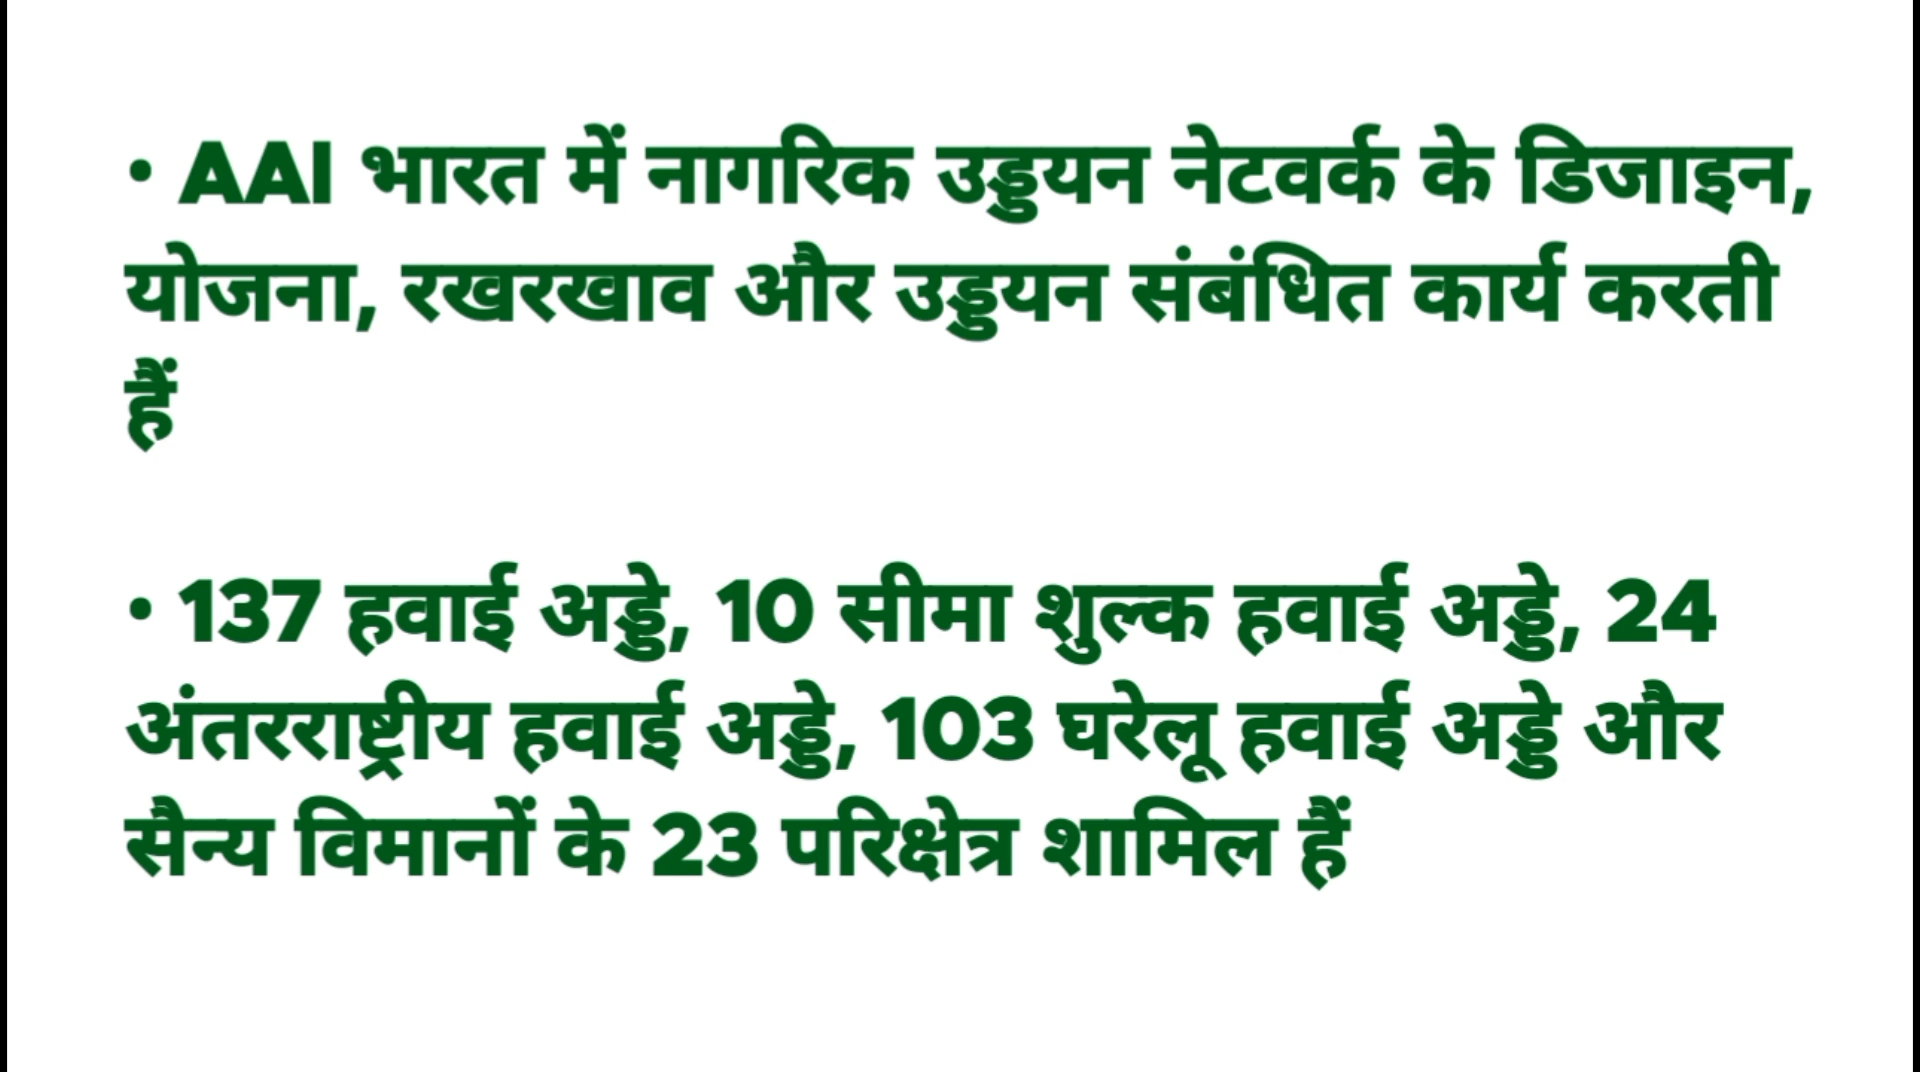 • AAI भारत में नागरिक उड्डयन नेटवर्क के डिजाइन,
योजना, रखरखाव और उड्डयन संबंधित कार्य करती
हैं
• 137 हवाई अड्डे, 10 सीमा शुल्क हवाई अड्डे, 24
अंतरराष्ट्रीय हवाई अड्डे, 103 घरेलू हवाई अड्डे और
सैन्य विमानों के 23 परिक्षेत्र शामिल हैं